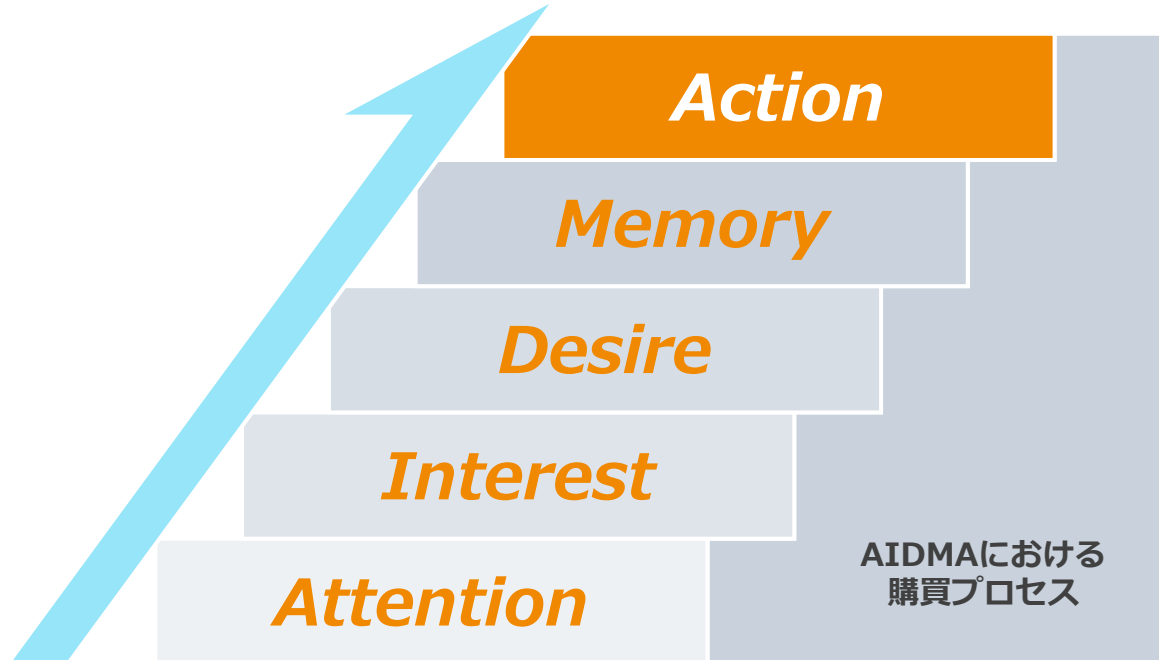 Action
Memory
Desire
Interest
Attention
AIDMAにおける
購買プロセス